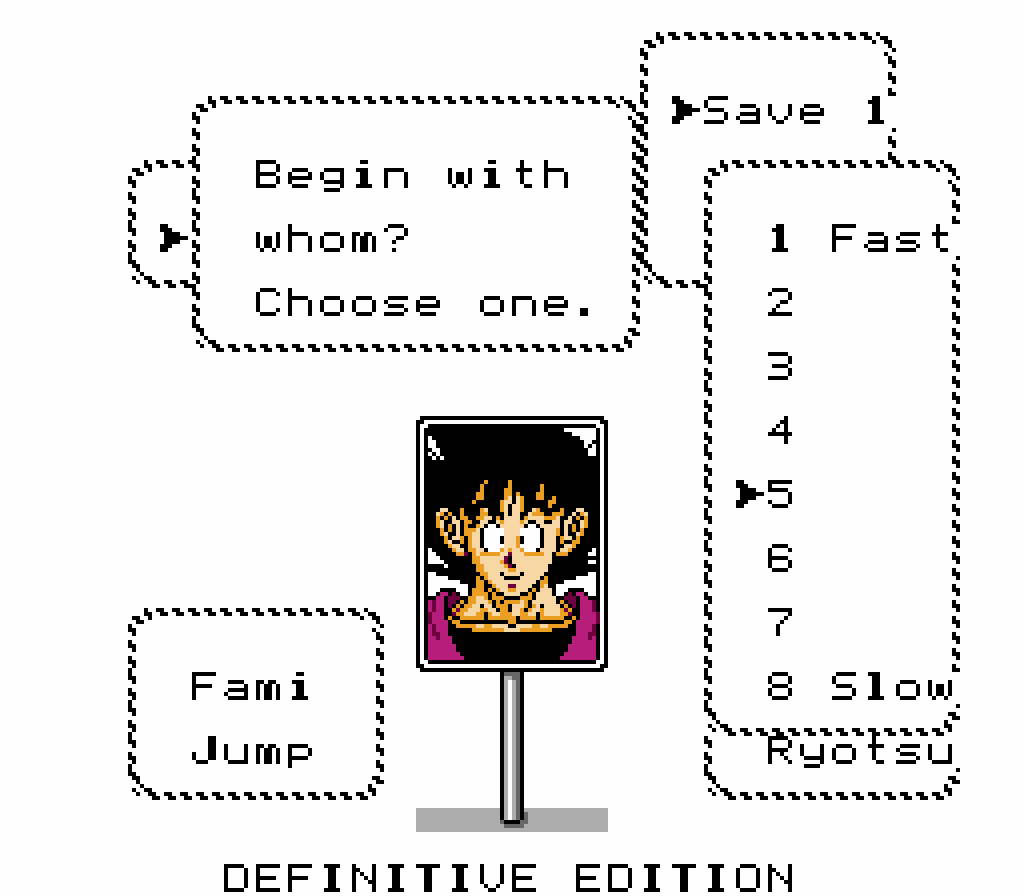 Save 1
Begin with
whom?
Choose one.
1 Fast
2
3
4
5
6
7
8 Slow
Ryotsu
Fami
Jump
DEFINITIVE EDITION